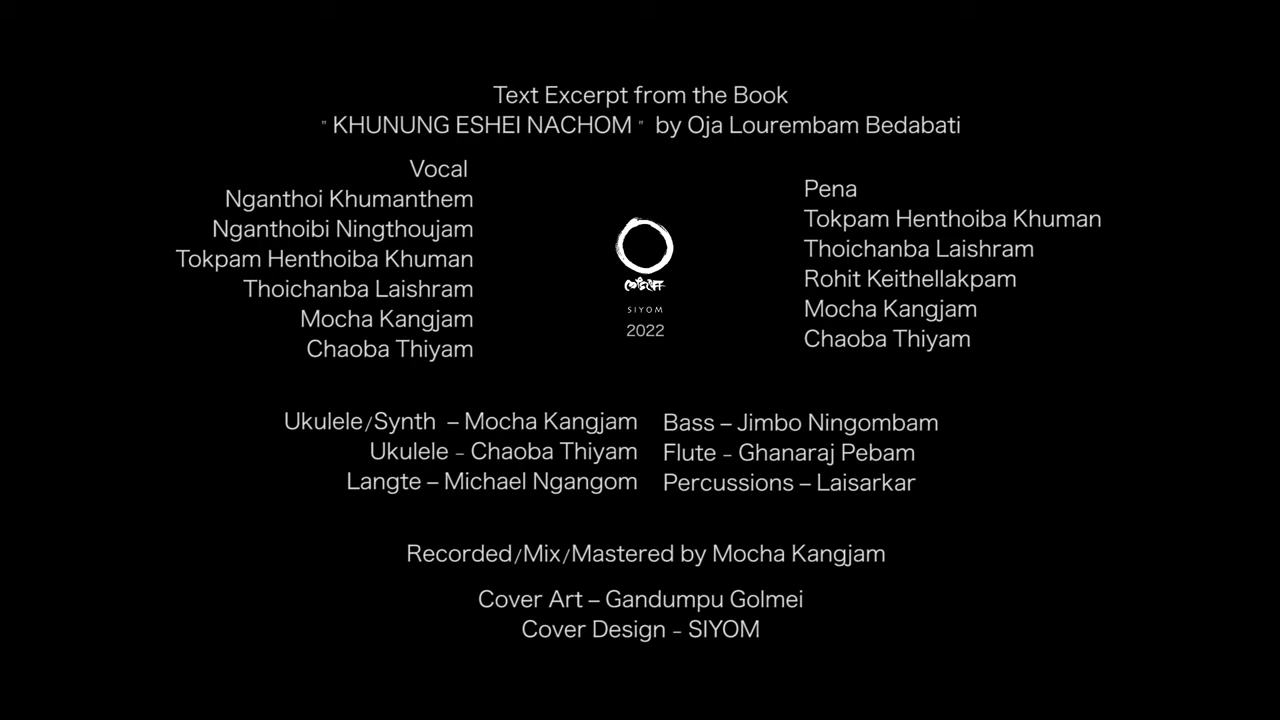 Text Excerpt from the Book
" KHUNUNG ESHEI NACHOM " by Oja Lourembam Bedabati
Vocal
Nganthoi Khumanthem
Nganthoibi Ningthoujam
Tokpam Henthoiba Khuman
Thoichanba Laishram
Mocha Kangjam
Chaoba Thiyam
SIYOM
2022
Pena
Tokpam Henthoiba Khuman
Thoichanba Laishram
Rohit Keithellakpam
Mocha Kangjam
Chaoba Thiyam
Ukulele/Synth – Mocha Kangjam
Ukulele - Chaoba Thiyam
Langte – Michael Ngangom
Bass – Jimbo Ningombam
Flute - Ghanaraj Pebam
Percussions – Laisarkar
Recorded/Mix/Mastered by Mocha Kangjam
Cover Art – Gandumpu Golmei
Cover Design - SIYOM